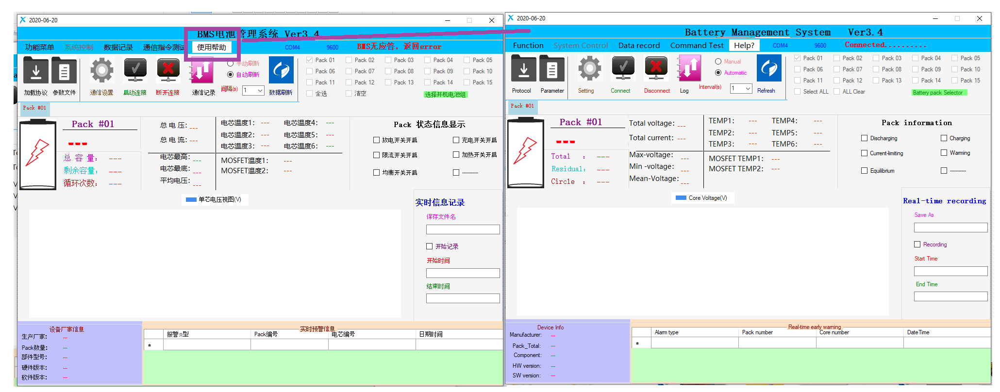 2020-06-20
BMS电池管理系统 Ver3.4
功能菜单 系统控制 数据记录 通信指令测试 使用帮助 COM4 9600 BMS无应答，返回error
手动刷新
自动刷新
间隔(s) 1
加载协议 参数文件 通信设置 启动连接 断开连接 通信记录 数据刷新
Pack 01 Pack 02 Pack 03 Pack 04 Pack 05
Pack 06 Pack 07 Pack 08 Pack 09 Pack 10
Pack 11 Pack 12 Pack 13 Pack 14 Pack 15
全选 清空 选择并机电池组
Pack #01
Pack #01
---
总 容 量: ---
剩余容量: ---
循环次数: ---
总 电 压: ---
总 电 流: ---
电芯最高: ---
电芯最底: ---
平均电压: ---
电芯温度1: --- 电芯温度4: ---
电芯温度2: --- 电芯温度5: ---
电芯温度3: --- 电芯温度6: ---
MOSFET温度1: ---
MOSFET温度2: ---
Pack 状态信息显示
放电开关开启 充电开关开启
限流开关开启 加热开关开启
均衡开关开启 -----------
单芯电压视图(V)
实时信息记录
保存文件名
开始记录
开始时间
结束时间
设备厂家信息
生产厂家: ---
Pack数量: ---
部件型号: ---
硬件版本: ---
软件版本: ---
实时预警信息
报警类型 Pack编号 电芯编号 日期时间
*
2020-06-20
Battery Management System Ver3.4
Function System Control Data record Command Test Help? COM4 9600 Connected..........
Manual
Automatic
Interval(s) 1
Protocol Parameter Setting Connect Disconnect Log Refresh
Pack 01 Pack 02 Pack 03 Pack 04 Pack 05
Pack 06 Pack 07 Pack 08 Pack 09 Pack 10
Pack 11 Pack 12 Pack 13 Pack 14 Pack 15
Select ALL ALL Clear Battery pack Selector
Pack #01
Pack #01
---
Total : ---
Residual: ---
Circle : ---
Total voltage: ---
Total current: ---
Max-voltage: ---
Min -voltage: ---
Mean-Voltage: ---
TEMP1: --- TEMP4: ---
TEMP2: --- TEMP5: ---
TEMP3: --- TEMP6: ---
MOSFET TEMP1: ---
MOSFET TEMP2: ---
Pack information
Discharging Charging
Current-limiting Warning
Equilibrium -----------
Core Voltage(V)
Real-time recording
Save As
Recording
Start Time
End Time
Device Info
Manufacturer: ---
Pack_Total: ---
Component: ---
HW version: ---
SW version: ---
Real-time early warning
Alarm type Pack number Core number DateTime
*